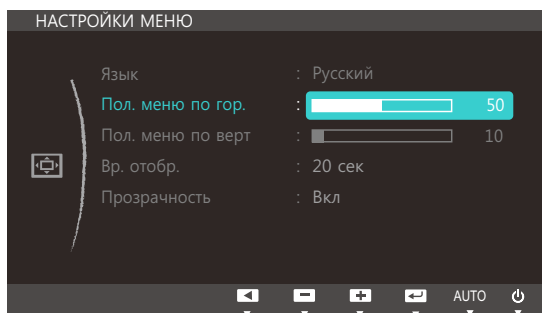 НАСТРОЙКИ МЕНЮ
Язык : Русский
Пол. меню по гор. : 50
Пол. меню по верт : 10
Вр. отобр. : 20 сек
Прозрачность : Вкл
AUTO